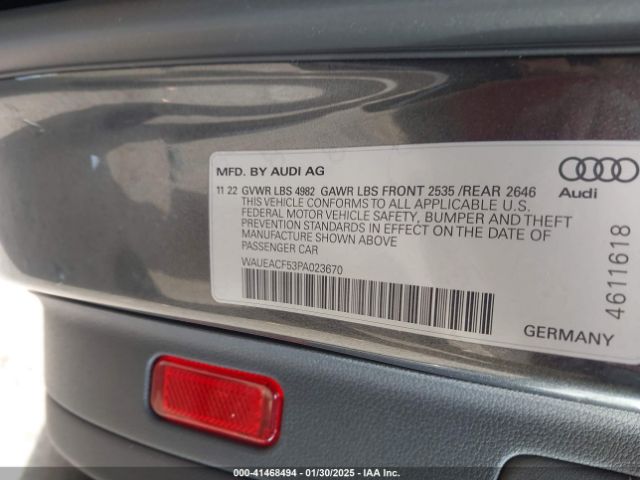 MFD. BY AUDI AG
11 22 GVWR LBS 4982 GAWR LBS FRONT 2535 /REAR 2646
THIS VEHICLE CONFORMS TO ALL APPLICABLE U.S.
FEDERAL MOTOR VEHICLE SAFETY, BUMPER AND THEFT
PREVENTION STANDARDS IN EFFECT ON THE DATE OF
MANUFACTURE SHOWN ABOVE
PASSENGER CAR
WAUEACF53PA023670
Audi
4611618
GERMANY
000-41468494 - 01/30/2025 - IAA Inc.